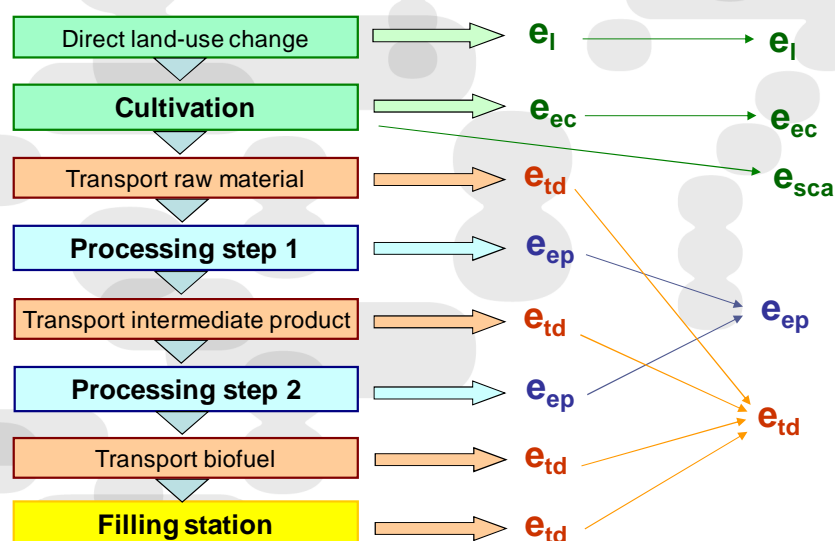 Direct land-use change e_l e_l
Cultivation e_ec e_ec
Transport raw material e_td e_sca
Processing step 1 e_ep
Transport intermediate product e_td e_ep
Processing step 2 e_ep
e_td
Transport biofuel e_td
Filling station e_td